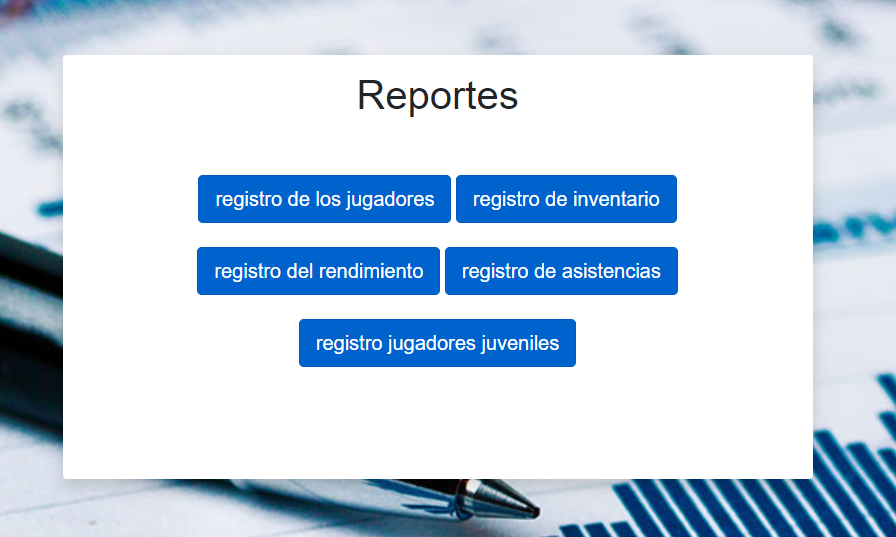 Reportes
registro de los jugadores registro de inventario
registro del rendimiento registro de asistencias
registro jugadores juveniles